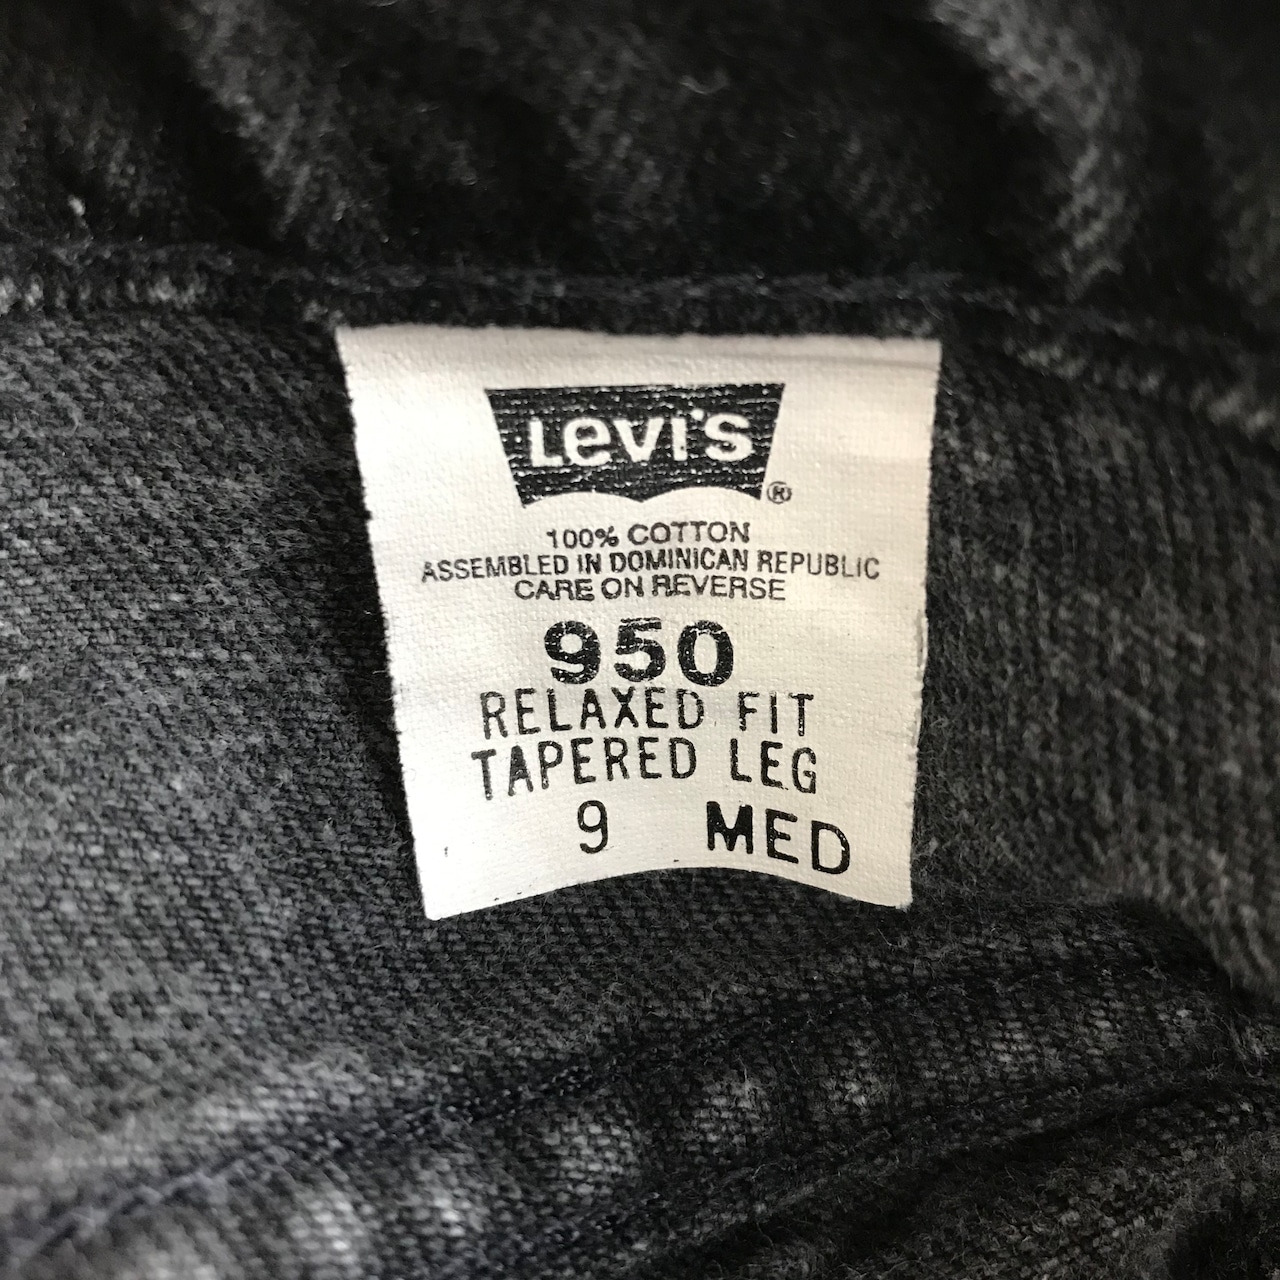 Levi's®
100% COTTON
ASSEMBLED IN DOMINICAN REPUBLIC
CARE ON REVERSE
950
RELAXED FIT
TAPERED LEG
9 MED